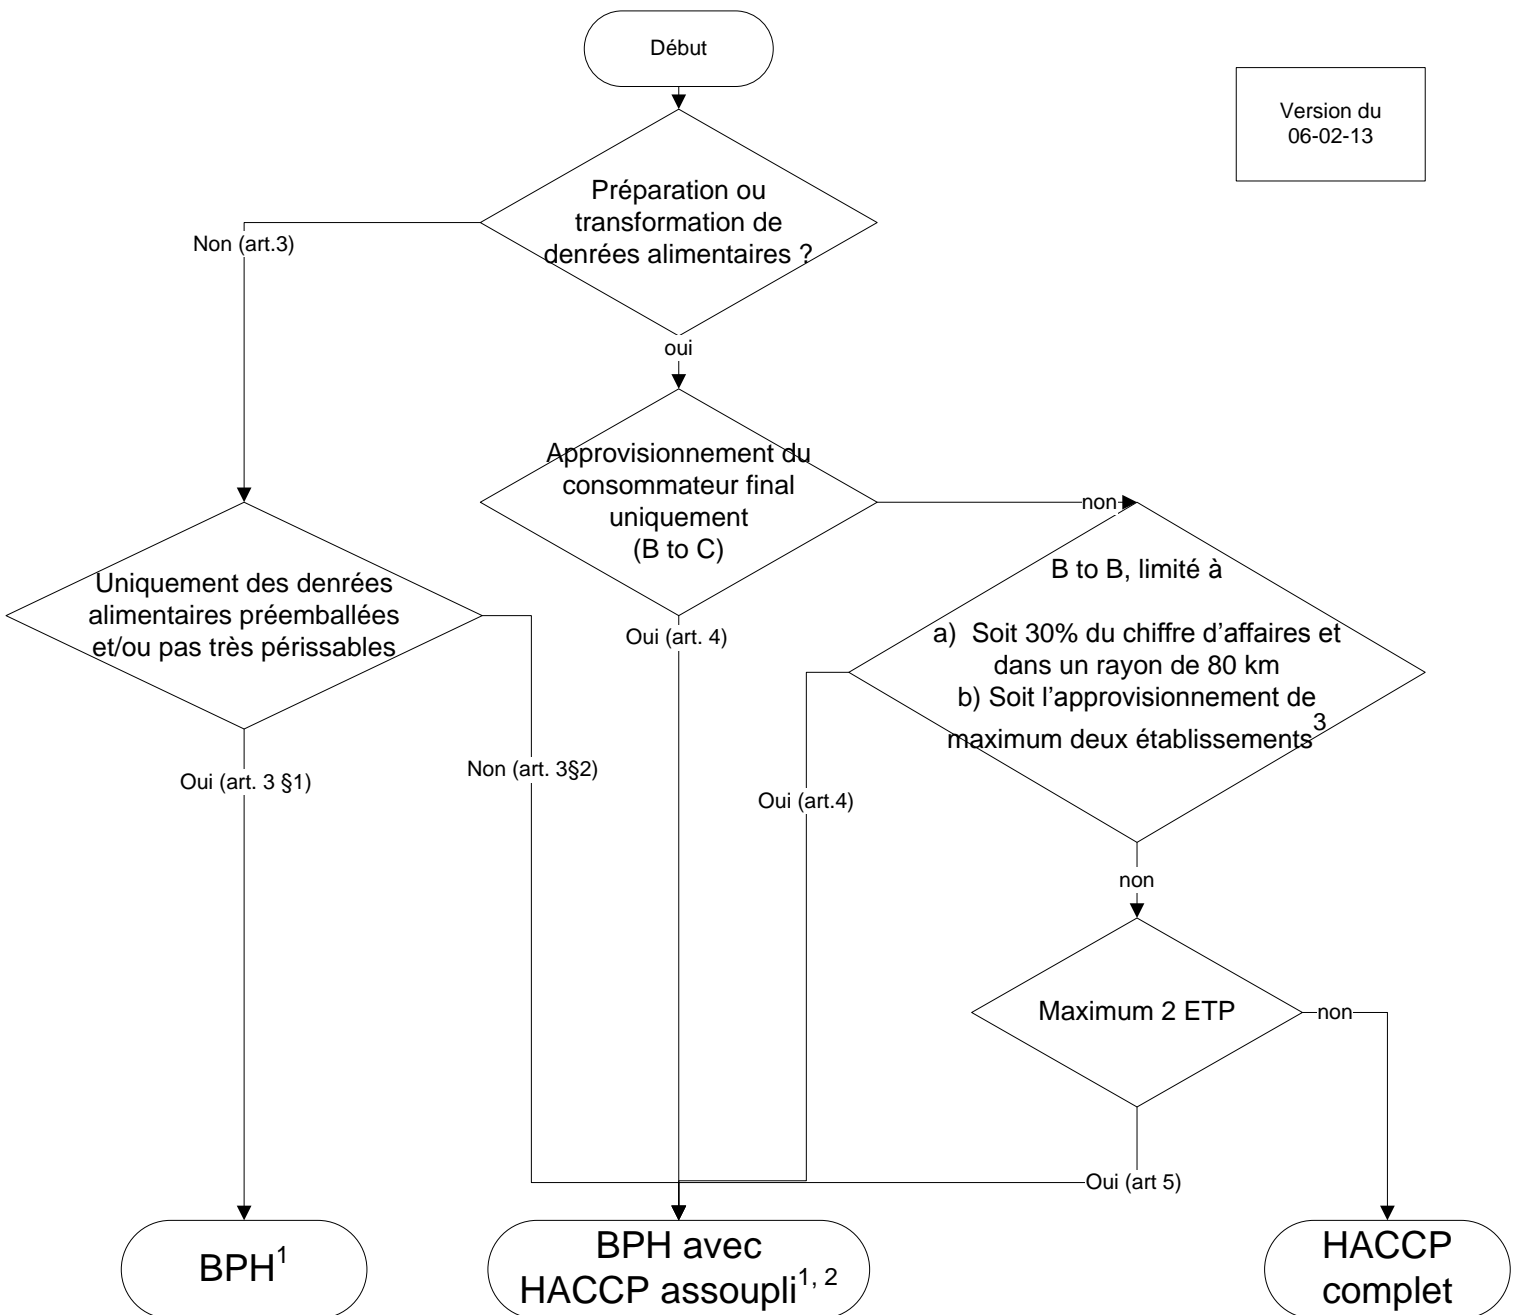 Début
Version du
06-02-13
Préparation ou
transformation de
denrées alimentaires ?
Non (art.3)
oui
Approvisionnement du
consommateur final
uniquement
(B to C)
non
B to B, limité à
a) Soit 30% du chiffre d'affaires et
dans un rayon de 80 km
b) Soit l'approvisionnement de
maximum deux établissements3
Uniquement des denrées
alimentaires préemballées
et/ou pas très périssables
Oui (art. 4)
Oui (art. 3 §1)
Non (art. 3§2)
Oui (art.4)
non
Maximum 2 ETP
non
Oui (art 5)
BPH1
BPH avec
HACCP assoupli1, 2
HACCP
complet